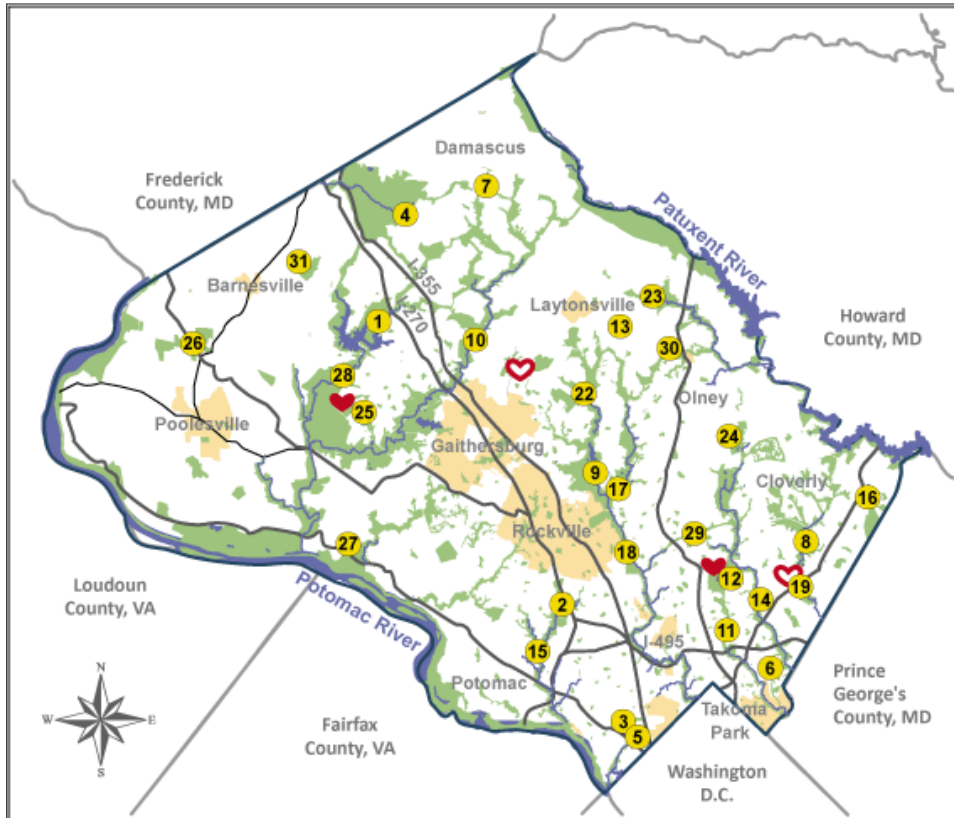 Damascus
7
Frederick
County, MD
4
Patuxent River
31
Barnesville
I-355
I-270
Laytonsville
23
Howard
County, MD
1
13
10
26
30
28
22
25
Olney
Poolesville
24
Gaithersburg
9
Cloverly
17
16
Rockville
29
8
27
18
Loudoun
County, VA
Potomac River
12
19
2
14
11
I-495
15
6
Prince
George's
County, MD
Potomac
N
W
E
S
3
5
Takoma
Park
Fairfax
County, VA
Washington
D.C.